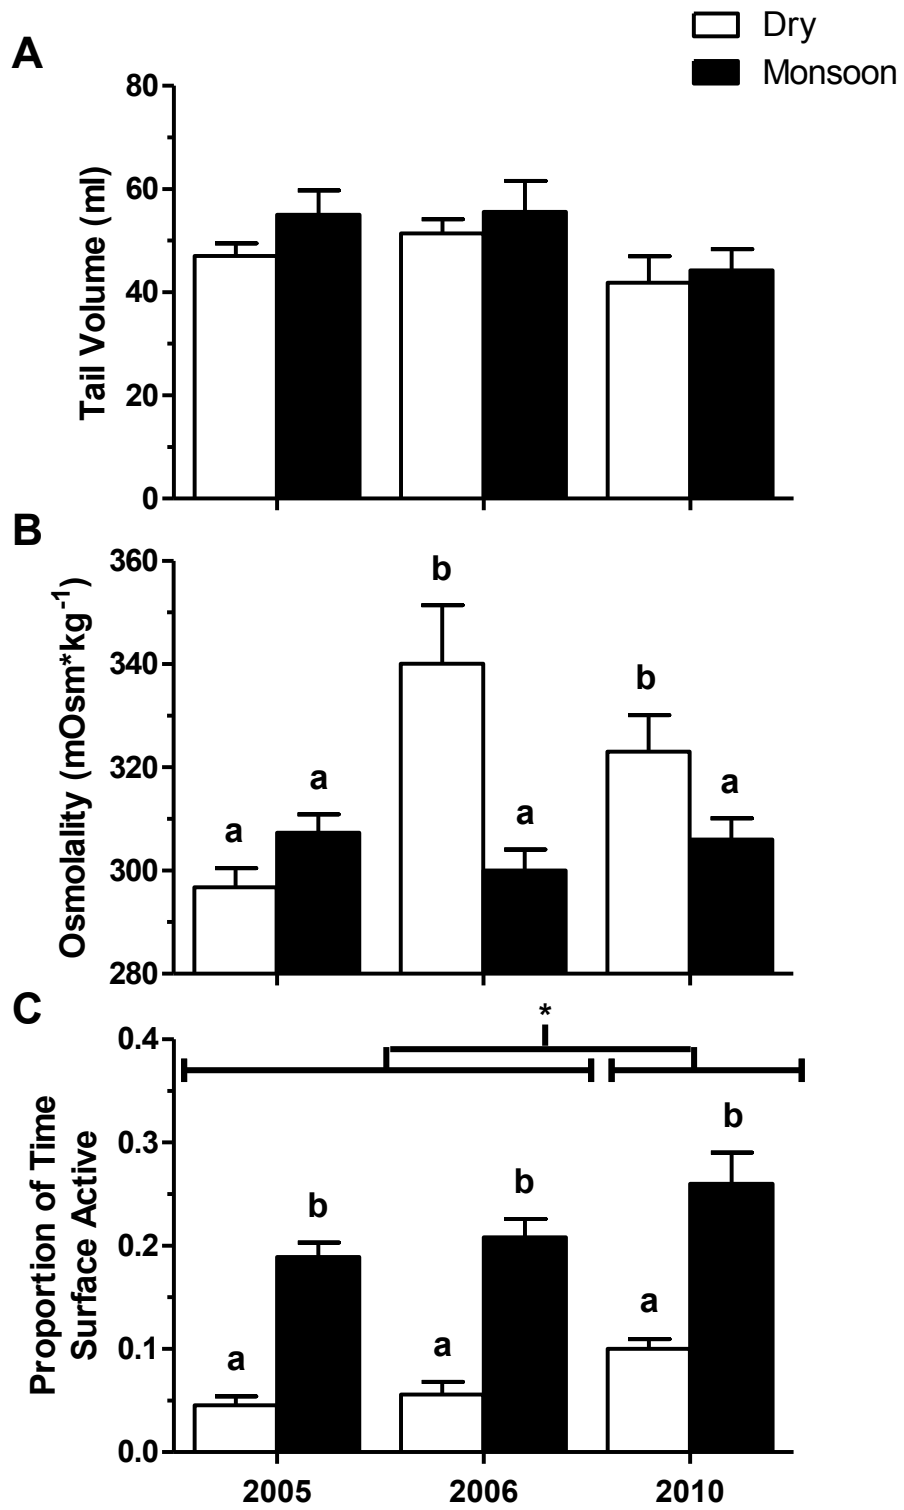 Dry
Monsoon
A
80
60
40
20
0
Tail Volume (ml)
B
360
340
320
300
280
Osmolality (mOsm*kg⁻¹)
b
b
a
a
a
a
C
*
0.4
0.3
0.2
0.1
0.0
Proportion of Time
Surface Active
b
b
b
a
a
a
2005
2006
2010